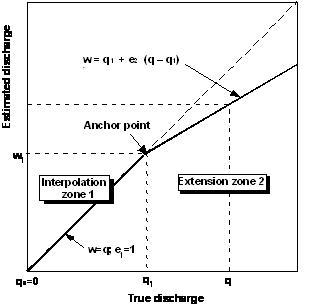 Estimated discharge
w = q₁ + e₂ (q – q₁)
Anchor point
w₁
Interpolation
zone 1
Extension zone 2
w=q; e₁=1
q₀=0
q₁
q
True discharge